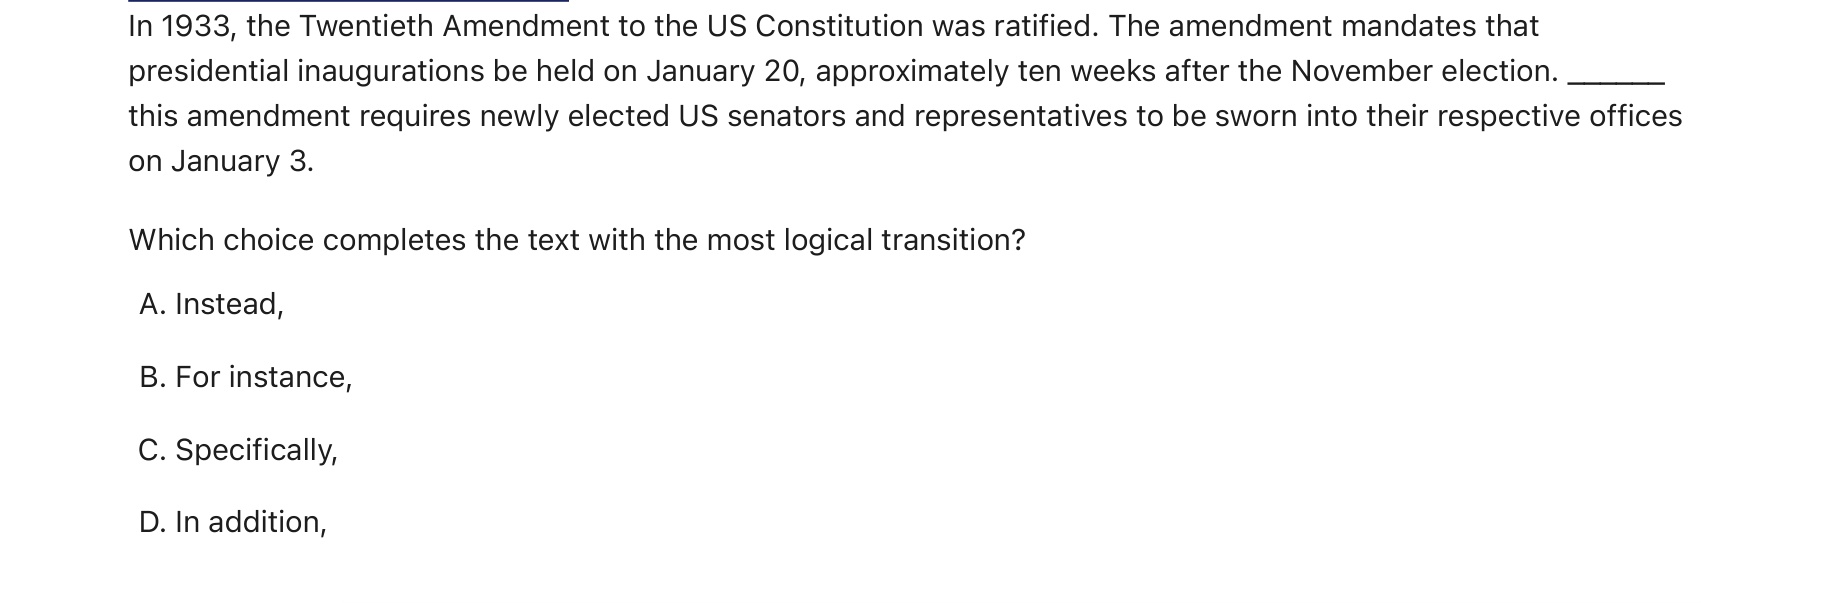 In 1933, the Twentieth Amendment to the US Constitution was ratified. The amendment mandates that
presidential inaugurations be held on January 20, approximately ten weeks after the November election. ______
this amendment requires newly elected US senators and representatives to be sworn into their respective offices
on January 3.
Which choice completes the text with the most logical transition?
A. Instead,
B. For instance,
C. Specifically,
D. In addition,